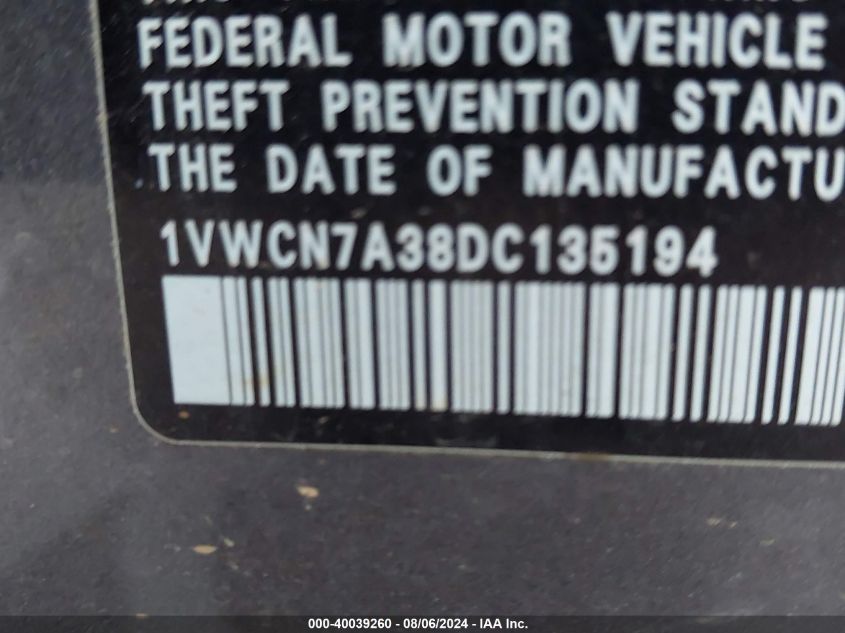 FEDERAL MOTOR VEHICLE
THEFT PREVENTION STAND
THE DATE OF MANUFACTU
1VWCN7A38DC135194
000-40039260 - 08/06/2024 - IAA Inc.